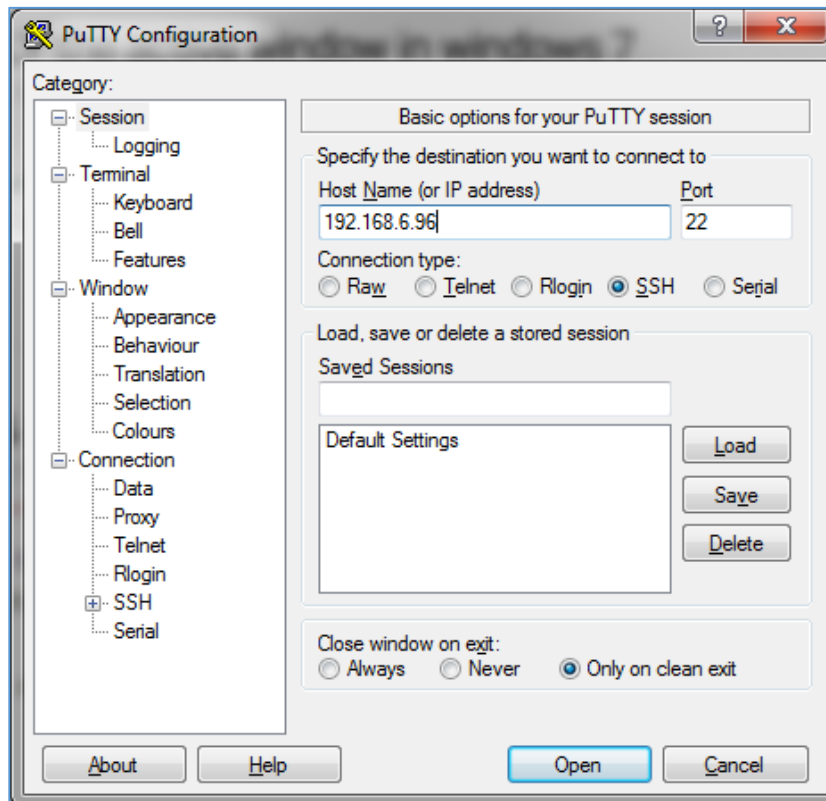 PuTTY Configuration
window in windows 7
Category:
Session
Logging
Terminal
Keyboard
Bell
Features
Window
Appearance
Behaviour
Translation
Selection
Colours
Connection
Data
Proxy
Telnet
Rlogin
SSH
Serial
Basic options for your PuTTY session
Specify the destination you want to connect to
Host Name (or IP address) Port
192.168.6.96 22
Connection type:
Raw Telnet Rlogin SSH Serial
Load, save or delete a stored session
Saved Sessions
Default Settings
Load
Save
Delete
Close window on exit:
Always Never Only on clean exit
About Help Open Cancel